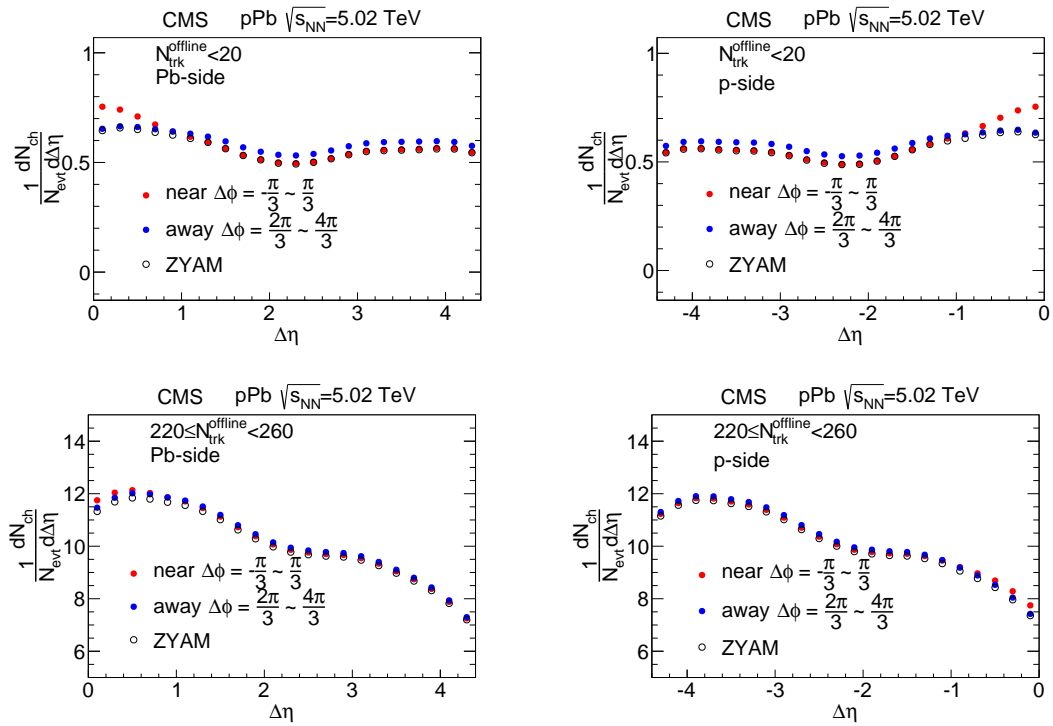 CMS pPb √s_NN=5.02 TeV
N_trk^offline<20
Pb-side
1/N_evt dN_ch/dΔη
near Δϕ = -π/3 ~ π/3
away Δϕ = 2π/3 ~ 4π/3
ZYAM
1
0.5
0
0 1 2 3 4
Δη
CMS pPb √s_NN=5.02 TeV
N_trk^offline<20
p-side
1/N_evt dN_ch/dΔη
near Δϕ = -π/3 ~ π/3
away Δϕ = 2π/3 ~ 4π/3
ZYAM
1
0.5
0
-4 -3 -2 -1 0
Δη
CMS pPb √s_NN=5.02 TeV
220≤N_trk^offline<260
Pb-side
1/N_evt dN_ch/dΔη
near Δϕ = -π/3 ~ π/3
away Δϕ = 2π/3 ~ 4π/3
ZYAM
14
12
10
8
6
0 1 2 3 4
Δη
CMS pPb √s_NN=5.02 TeV
220≤N_trk^offline<260
p-side
1/N_evt dN_ch/dΔη
near Δϕ = -π/3 ~ π/3
away Δϕ = 2π/3 ~ 4π/3
ZYAM
14
12
10
8
6
-4 -3 -2 -1 0
Δη